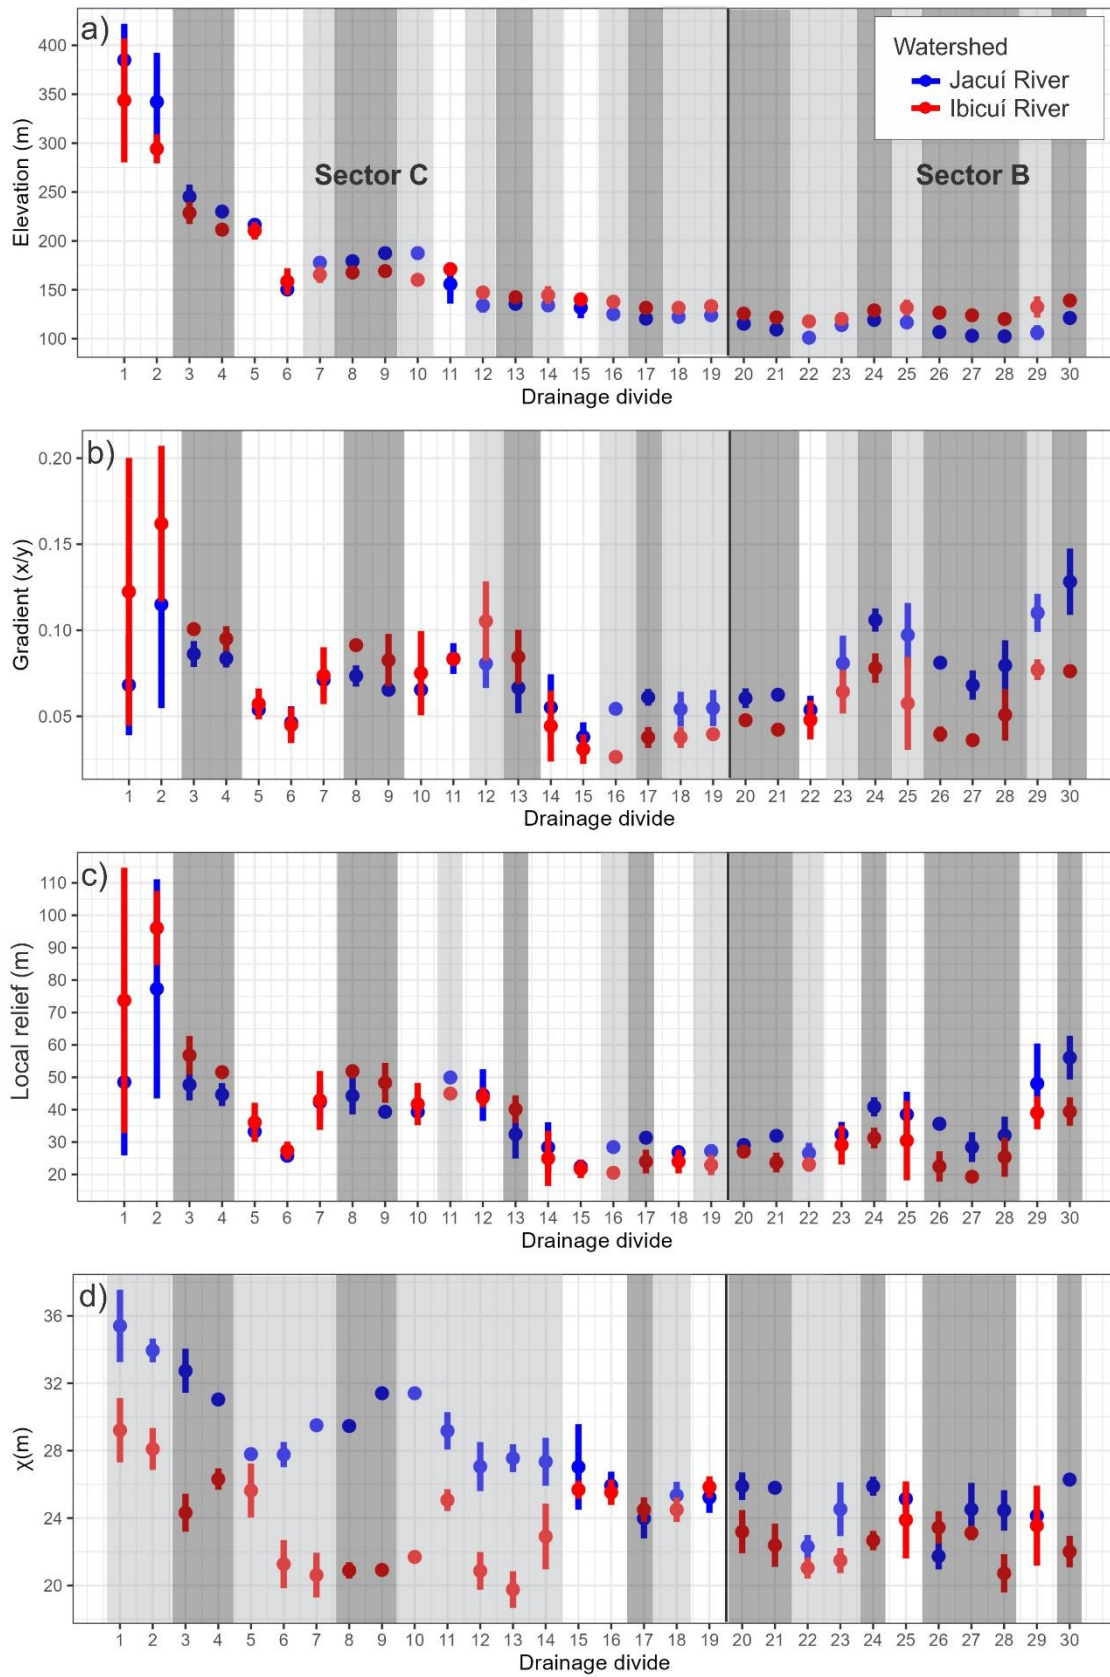 a)
Watershed
Jacuí River
Ibicuí River
Sector C
Sector B
Elevation (m)
400
350
300
250
200
150
100
1 2 3 4 5 6 7 8 9 10 11 12 13 14 15 16 17 18 19 20 21 22 23 24 25 26 27 28 29 30
Drainage divide
b)
Gradient (x/y)
0.20
0.15
0.10
0.05
1 2 3 4 5 6 7 8 9 10 11 12 13 14 15 16 17 18 19 20 21 22 23 24 25 26 27 28 29 30
Drainage divide
c)
Local relief (m)
110
100
90
80
70
60
50
40
30
20
1 2 3 4 5 6 7 8 9 10 11 12 13 14 15 16 17 18 19 20 21 22 23 24 25 26 27 28 29 30
Drainage divide
d)
χ(m)
36
32
28
24
20
1 2 3 4 5 6 7 8 9 10 11 12 13 14 15 16 17 18 19 20 21 22 23 24 25 26 27 28 29 30
Drainage divide